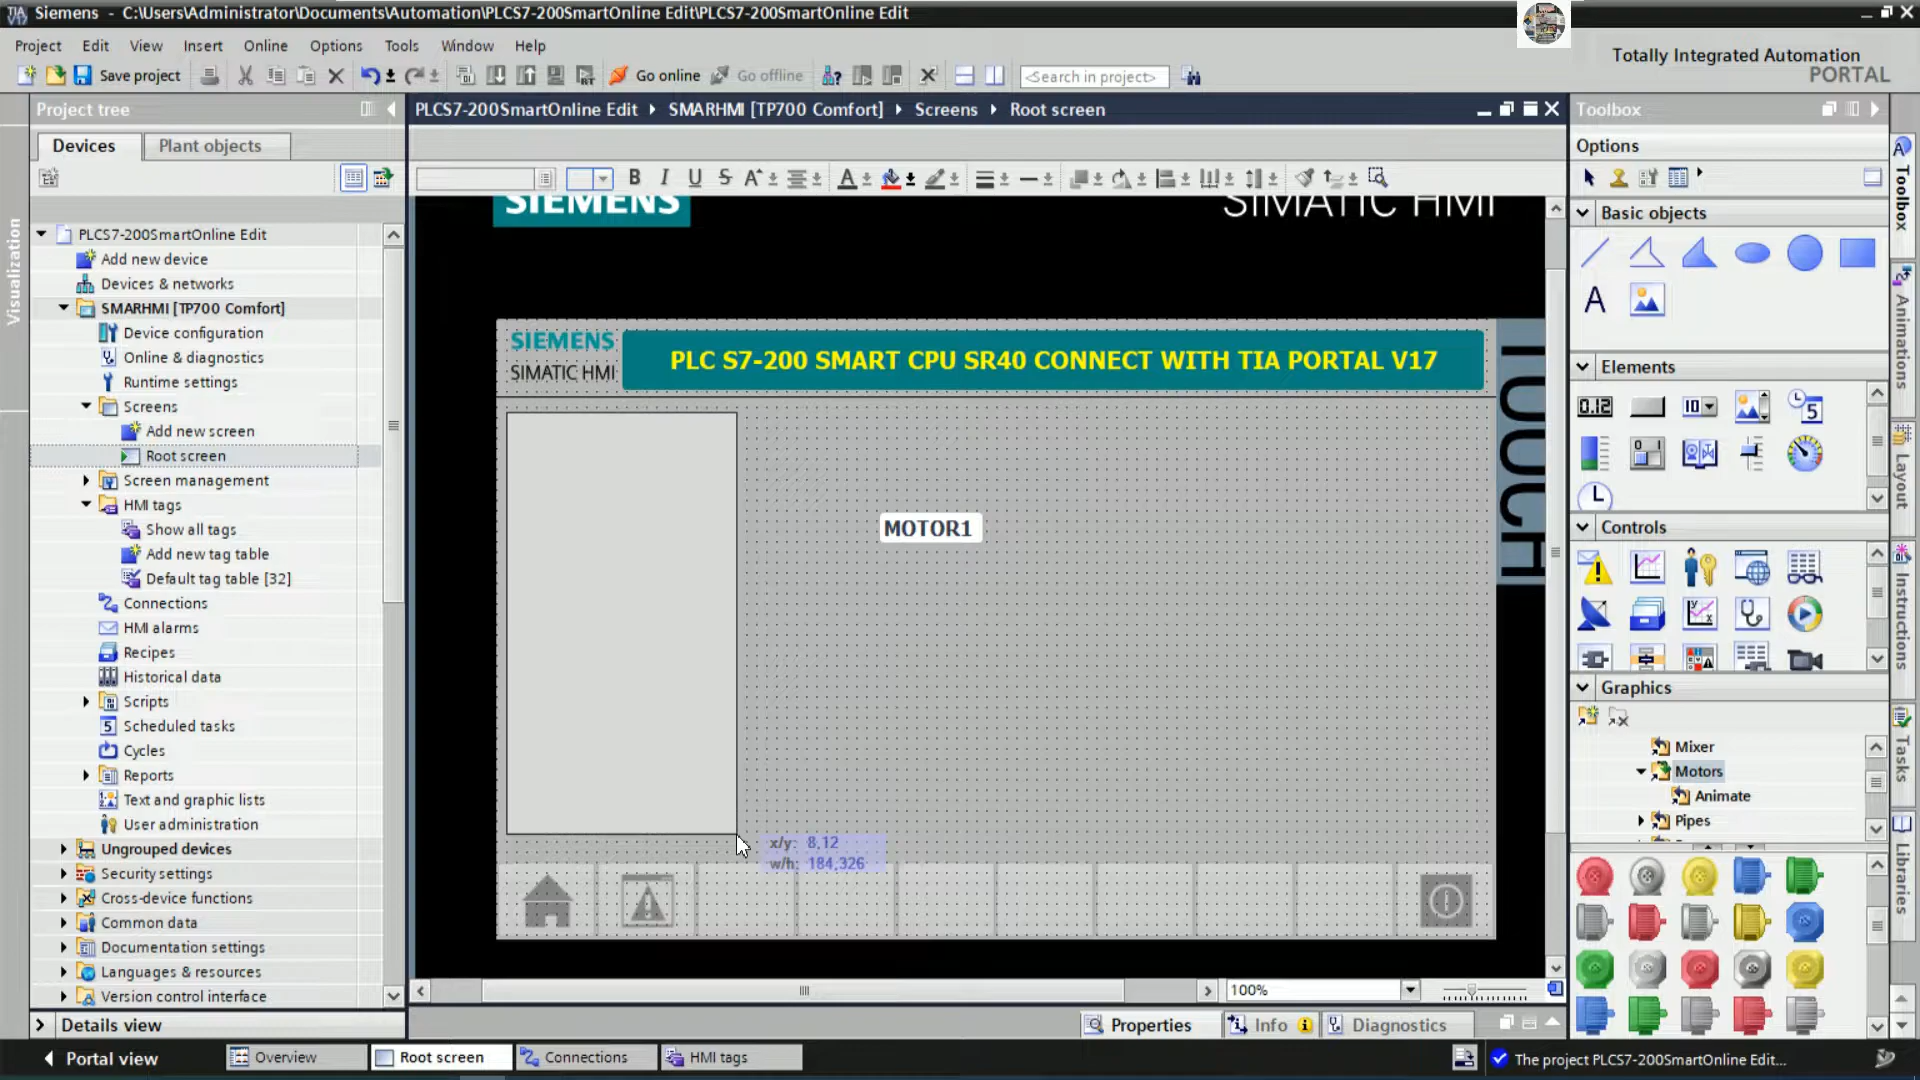 Siemens - C:\Users\Administrator\Documents\Automation\PLCS7-200SmartOnline Edit\PLCS7-200SmartOnline Edit
Project Edit View Insert Online Options Tools Window Help
Totally Integrated Automation
PORTAL
Save project
Go online
Go offline
<Search in project>
Project tree
PLCS7-200SmartOnline Edit
SMARHMI [TP700 Comfort]
Screens
Root screen
Toolbox
Devices
Plant objects
Options
B I U S A A
Visualization
Basic objects
A
PLCS7-200SmartOnline Edit
Add new device
Devices & networks
SMARHMI [TP700 Comfort]
Device configuration
Online & diagnostics
Runtime settings
Screens
Add new screen
Root screen
Screen management
HMI tags
Show all tags
Add new tag table
Default tag table [32]
Connections
HMI alarms
Recipes
Historical data
Scripts
Scheduled tasks
Cycles
Reports
Text and graphic lists
User administration
Ungrouped devices
Security settings
Cross-device functions
Common data
Documentation settings
Languages & resources
Version control interface
Details view
SIEMENS
SIMATIC HMI
SIEMENS
SIMATIC HMI
PLC S7-200 SMART CPU SR40 CONNECT WITH TIA PORTAL V17
TOUCH
MOTOR1
x/y: 8,12
w/h: 184,326
100%
Elements
0.12
10
5
Controls
Graphics
Mixer
Motors
Animate
Pipes
Toolbox
Animations
Layout
Instructions
Tasks
Libraries
Properties
Info
Diagnostics
Portal view
Overview
Root screen
Connections
HMI tags
The project PLCS7-200SmartOnline Edit...